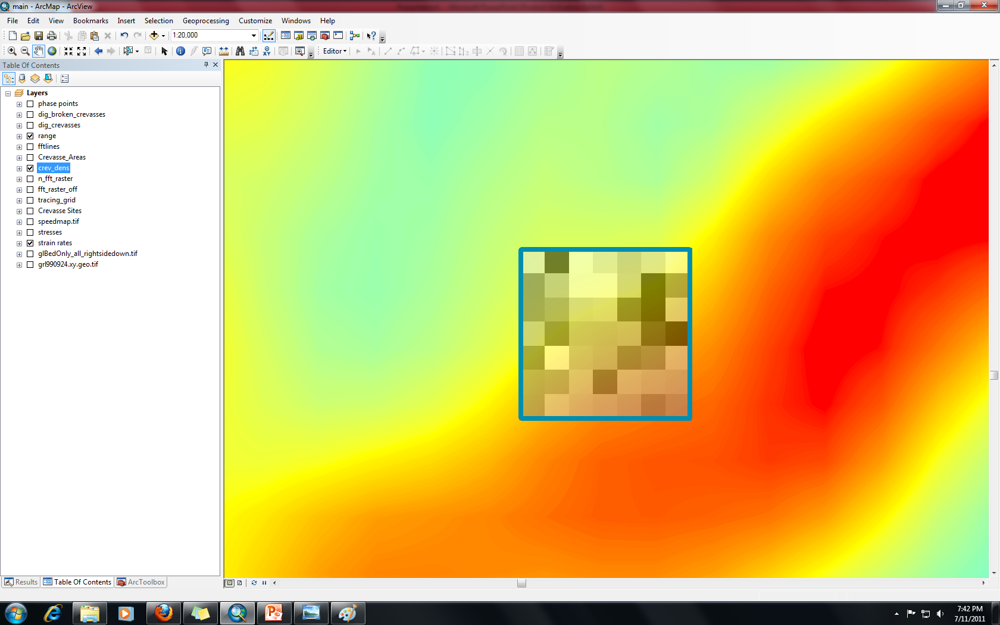 main - ArcMap - ArcView
File Edit View Bookmarks Insert Selection Geoprocessing Customize Windows Help
1:20,000
XY
Editor
Table Of Contents
Layers
phase points
dig_broken_crevasses
dig_crevasses
range
fftlines
Crevasse_Areas
crev_dens
n_fft_raster
fft_raster_off
tracing_grid
Crevasse Sites
speedmap.tif
stresses
strain rates
glBedOnly_all_rightsidedown.tif
grl990924.xy.geo.tif
Results Table Of Contents ArcToolbox
7:42 PM
7/11/2011